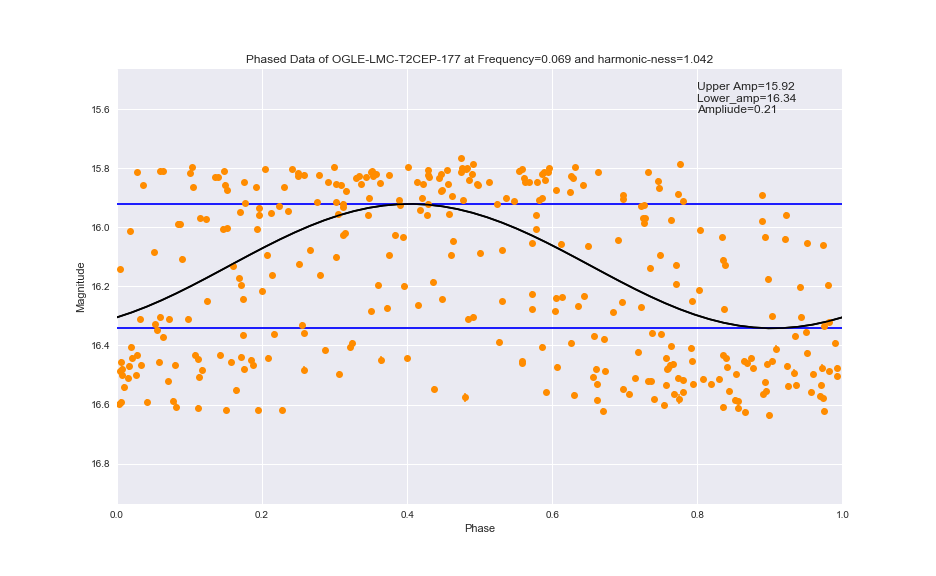 Phased Data of OGLE-LMC-T2CEP-177 at Frequency=0.069 and harmonic-ness=1.042
Upper Amp=15.92
Lower_amp=16.34
Ampliude=0.21
15.6
15.8
16.0
16.2
16.4
16.6
16.8
Magnitude
0.0 0.2 0.4 0.6 0.8 1.0
Phase